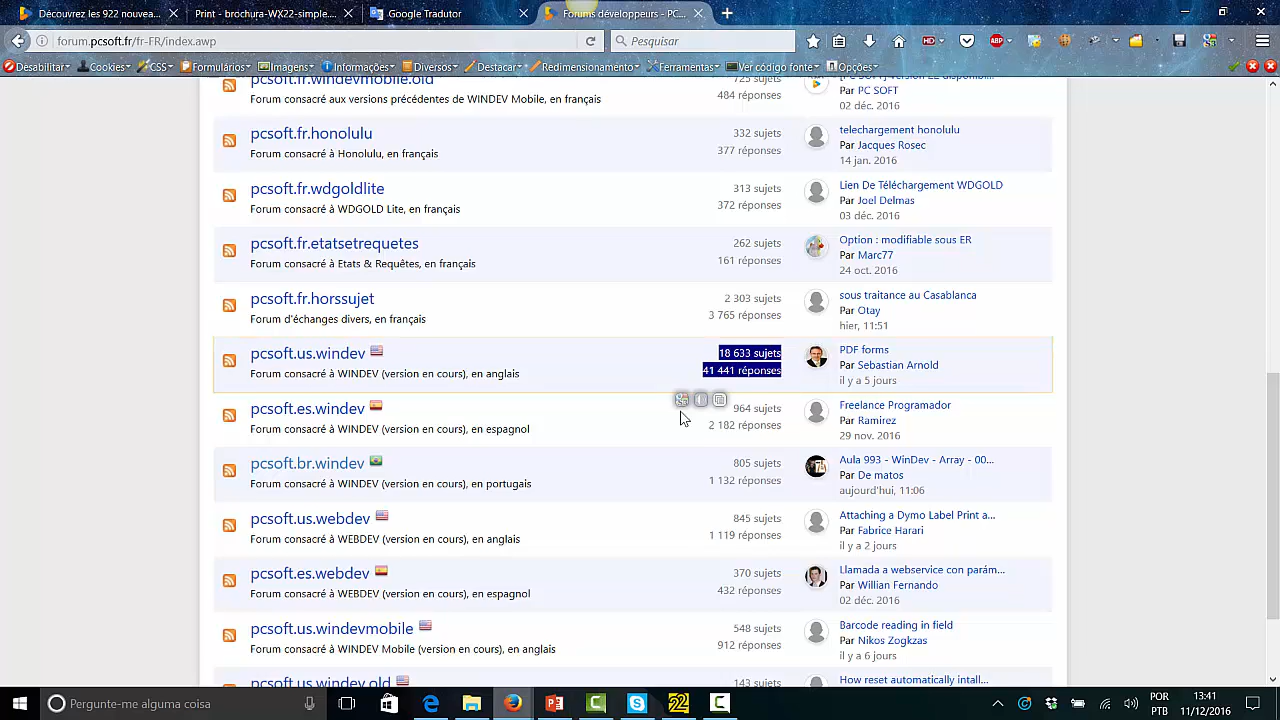 Découvrez les 922 nouvea...
Print - brochura-WX22-simple....
Google Tradutor
Forums développeurs - PC...
forum.pcsoft.fr/fr-FR/index.awp
Pesquisar
Desabilitar
Cookies
CSS
Formulários
Imagens
Informações
Diversos
Destacar
Redimensionamento
Ferramentas
Ver código fonte
Opções
pcsoft.fr.windevmobile.old
Forum consacré aux versions précédentes de WINDEV Mobile, en français
725 sujets
484 réponses
[PC SOFT] Version 22 disponibl...
Par PC SOFT
02 déc. 2016
pcsoft.fr.honolulu
Forum consacré à Honolulu, en français
332 sujets
377 réponses
telechargement honolulu
Par Jacques Rosec
14 jan. 2016
pcsoft.fr.wdgoldlite
Forum consacré à WDGOLD Lite, en français
313 sujets
372 réponses
Lien De Téléchargement WDGOLD
Par Joel Delmas
03 déc. 2016
pcsoft.fr.etatsetrequetes
Forum consacré à Etats & Requêtes, en français
262 sujets
161 réponses
Option : modifiable sous ER
Par Marc77
24 oct. 2016
pcsoft.fr.horssujet
Forum d'échanges divers, en français
2 303 sujets
3 765 réponses
sous traitance au Casablanca
Par Otay
hier, 11:51
pcsoft.us.windev
Forum consacré à WINDEV (version en cours), en anglais
18 633 sujets
41 441 réponses
PDF forms
Par Sebastian Arnold
il y a 5 jours
pcsoft.es.windev
Forum consacré à WINDEV (version en cours), en espagnol
964 sujets
2 182 réponses
Freelance Programador
Par Ramirez
29 nov. 2016
pcsoft.br.windev
Forum consacré à WINDEV (version en cours), en portugais
805 sujets
1 132 réponses
Aula 993 - WinDev - Array - 00...
Par De matos
aujourd'hui, 11:06
pcsoft.us.webdev
Forum consacré à WEBDEV (version en cours), en anglais
845 sujets
1 119 réponses
Attaching a Dymo Label Print a...
Par Fabrice Harari
il y a 2 jours
pcsoft.es.webdev
Forum consacré à WEBDEV (version en cours), en espagnol
370 sujets
432 réponses
Llamada a webservice con parám...
Par Willian Fernando
02 déc. 2016
pcsoft.us.windevmobile
Forum consacré à WINDEV Mobile (version en cours), en anglais
548 sujets
912 réponses
Barcode reading in field
Par Nikos Zogkzas
il y a 6 jours
pcsoft.us.windev.old
143 sujets
How reset automatically intall...
Pergunte-me alguma coisa
22
POR
PTB
13:41
11/12/2016